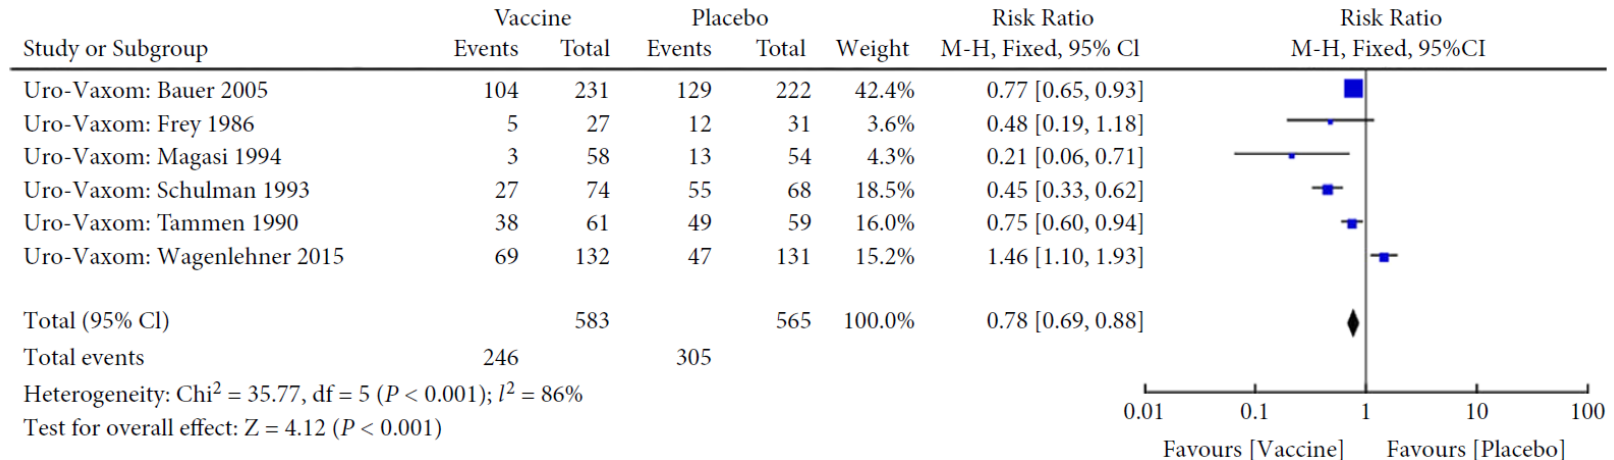 Vaccine Placebo Risk Ratio Risk Ratio
Study or Subgroup Events Total Events Total Weight M-H, Fixed, 95% Cl M-H, Fixed, 95%CI
Uro-Vaxom: Bauer 2005 104 231 129 222 42.4% 0.77 [0.65, 0.93]
Uro-Vaxom: Frey 1986 5 27 12 31 3.6% 0.48 [0.19, 1.18]
Uro-Vaxom: Magasi 1994 3 58 13 54 4.3% 0.21 [0.06, 0.71]
Uro-Vaxom: Schulman 1993 27 74 55 68 18.5% 0.45 [0.33, 0.62]
Uro-Vaxom: Tammen 1990 38 61 49 59 16.0% 0.75 [0.60, 0.94]
Uro-Vaxom: Wagenlehner 2015 69 132 47 131 15.2% 1.46 [1.10, 1.93]
Total (95% Cl) 583 565 100.0% 0.78 [0.69, 0.88]
Total events 246 305
Heterogeneity: Chi² = 35.77, df = 5 (P < 0.001); I² = 86%
Test for overall effect: Z = 4.12 (P < 0.001)
0.01 0.1 1 10 100
Favours [Vaccine] Favours [Placebo]